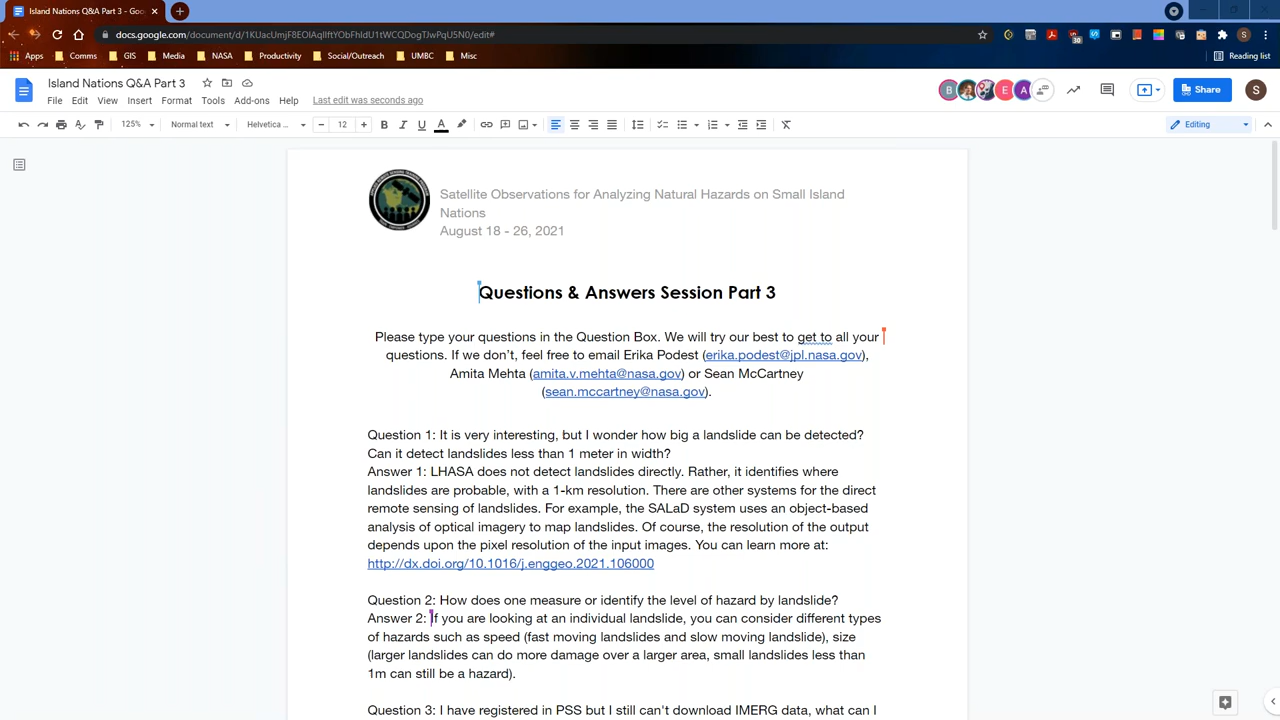 Island Nations Q&A Part 3 - Goo
docs.google.com/document/d/1KUacUmjF8EOlAqIlftYObFhldU1tWCQDogTJwPqU5N0/edit#
Apps Comms GIS Media NASA Productivity Social/Outreach UMBC Misc Reading list
Island Nations Q&A Part 3
B E A Share S
File Edit View Insert Format Tools Add-ons Help Last edit was seconds ago
125% Normal text Helvetica ... 12 B I U A Editing
Satellite Observations for Analyzing Natural Hazards on Small Island
Nations
August 18 - 26, 2021
Questions & Answers Session Part 3
Please type your questions in the Question Box. We will try our best to get to all your
questions. If we don't, feel free to email Erika Podest (erika.podest@jpl.nasa.gov),
Amita Mehta (amita.v.mehta@nasa.gov) or Sean McCartney
(sean.mccartney@nasa.gov).
Question 1: It is very interesting, but I wonder how big a landslide can be detected?
Can it detect landslides less than 1 meter in width?
Answer 1: LHASA does not detect landslides directly. Rather, it identifies where
landslides are probable, with a 1-km resolution. There are other systems for the direct
remote sensing of landslides. For example, the SALaD system uses an object-based
analysis of optical imagery to map landslides. Of course, the resolution of the output
depends upon the pixel resolution of the input images. You can learn more at:
http://dx.doi.org/10.1016/j.enggeo.2021.106000
Question 2: How does one measure or identify the level of hazard by landslide?
Answer 2: If you are looking at an individual landslide, you can consider different types
of hazards such as speed (fast moving landslides and slow moving landslide), size
(larger landslides can do more damage over a larger area, small landslides less than
1m can still be a hazard).
Question 3: I have registered in PSS but I still can't download IMERG data, what can I